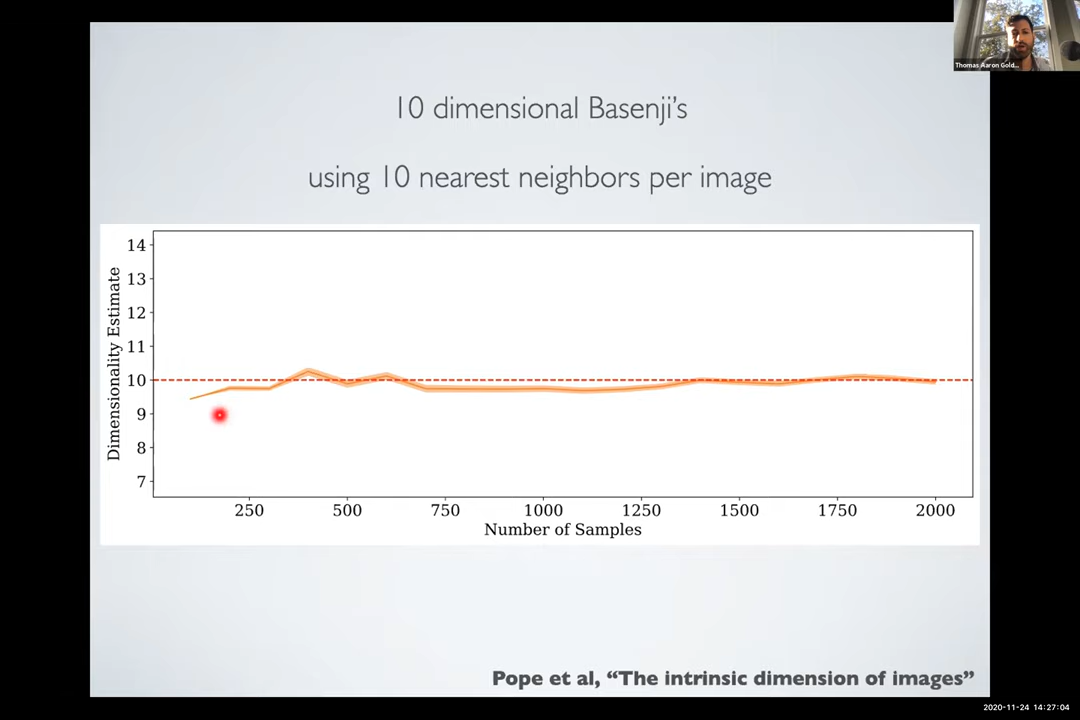 Thomas Aaron Gold...
10 dimensional Basenji's
using 10 nearest neighbors per image
14
13
12
11
10
9
8
7
Dimensionality Estimate
250 500 750 1000 1250 1500 1750 2000
Number of Samples
Pope et al, “The intrinsic dimension of images”
2020-11-24 14:27:04